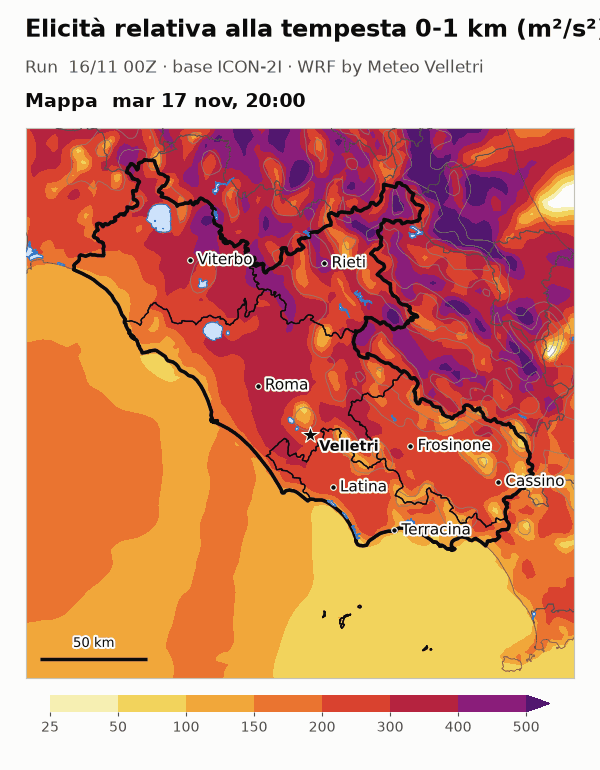 Elicità relativa alla tempesta 0-1 km (m²/s²)
Run 16/11 00Z · base ICON-2I · WRF by Meteo Velletri
Mappa mar 17 nov, 20:00
Viterbo
Rieti
Roma
Velletri
Frosinone
Cassino
Latina
Terracina
50 km
25 50 100 150 200 300 400 500